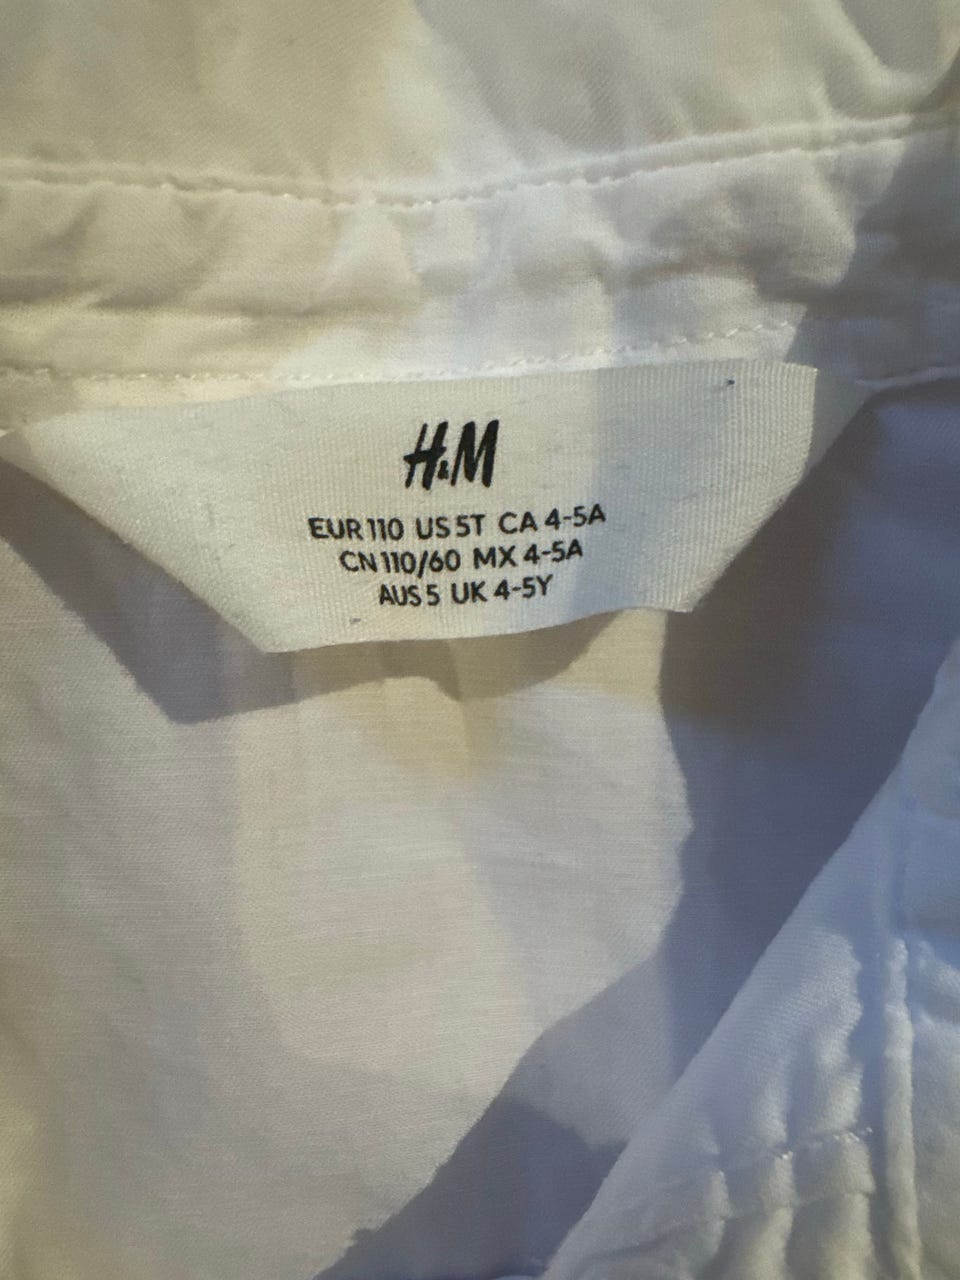 H&M
EUR 110 US 5T CA 4-5A
CN 110/60 MX 4-5A
AUS 5 UK 4-5Y